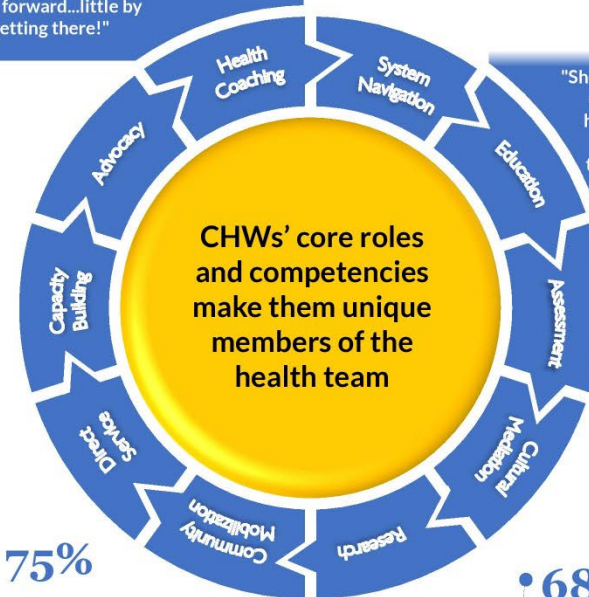 forward...little by
etting there!"
"Sh
h
t
Health
Coaching
System
Navigation
Education
Assessment
Cultural
Mediation
Research
Community
Mobilization
Direct
Service
Capacity
Building
Advocacy
CHWs' core roles
and competencies
make them unique
members of the
health team
75%
68